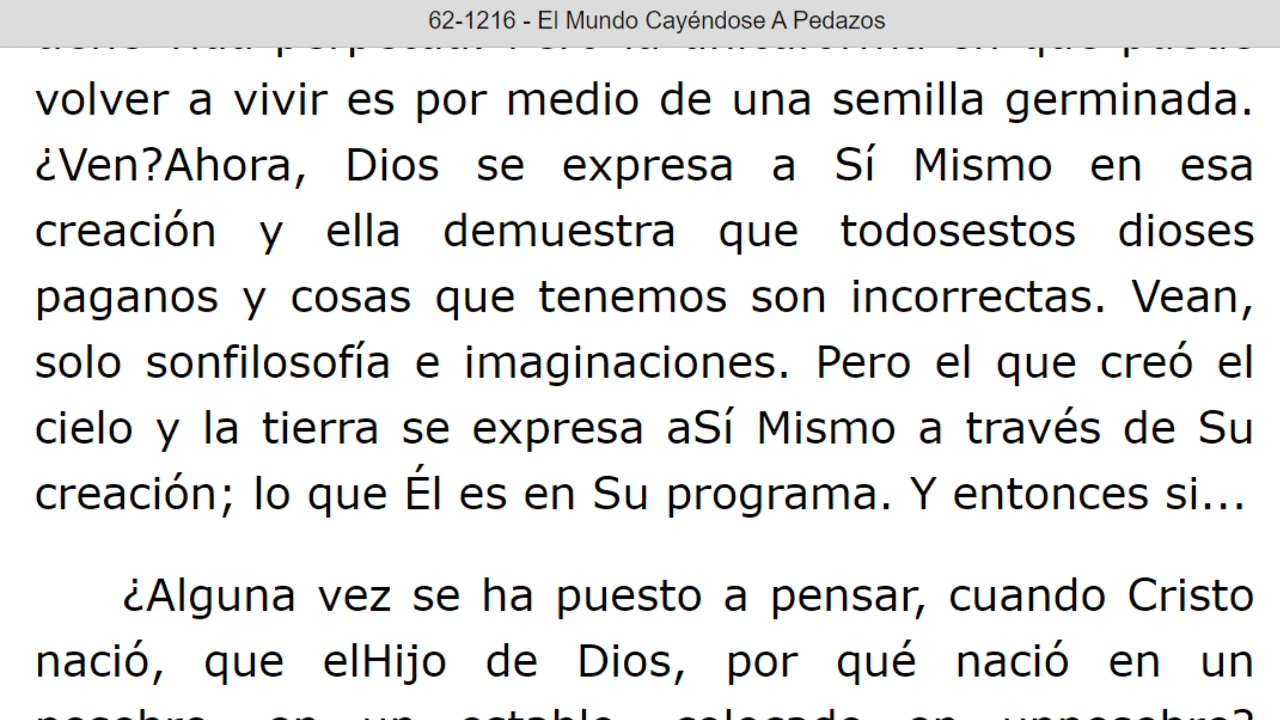 62-1216 - El Mundo Cayéndose A Pedazos
volver a vivir es por medio de una semilla germinada.
¿Ven?Ahora, Dios se expresa a Sí Mismo en esa
creación y ella demuestra que todosestos dioses
paganos y cosas que tenemos son incorrectas. Vean,
solo sonfilosofía e imaginaciones. Pero el que creó el
cielo y la tierra se expresa aSí Mismo a través de Su
creación; lo que Él es en Su programa. Y entonces si...
¿Alguna vez se ha puesto a pensar, cuando Cristo
nació, que elHijo de Dios, por qué nació en un